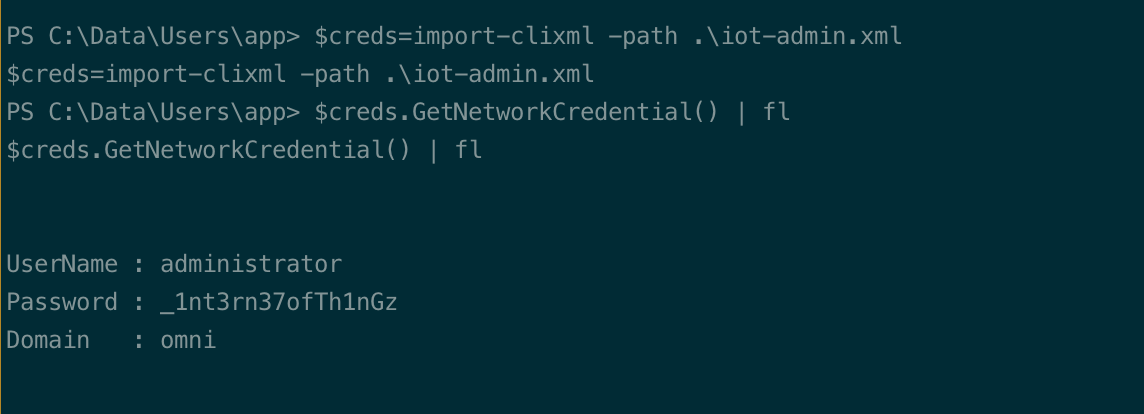 PS C:\Data\Users\app> $creds=import-clixml -path .\iot-admin.xml
$creds=import-clixml -path .\iot-admin.xml
PS C:\Data\Users\app> $creds.GetNetworkCredential() | fl
$creds.GetNetworkCredential() | fl
UserName : administrator
Password : _1nt3rn37ofTh1nGz
Domain   : omni